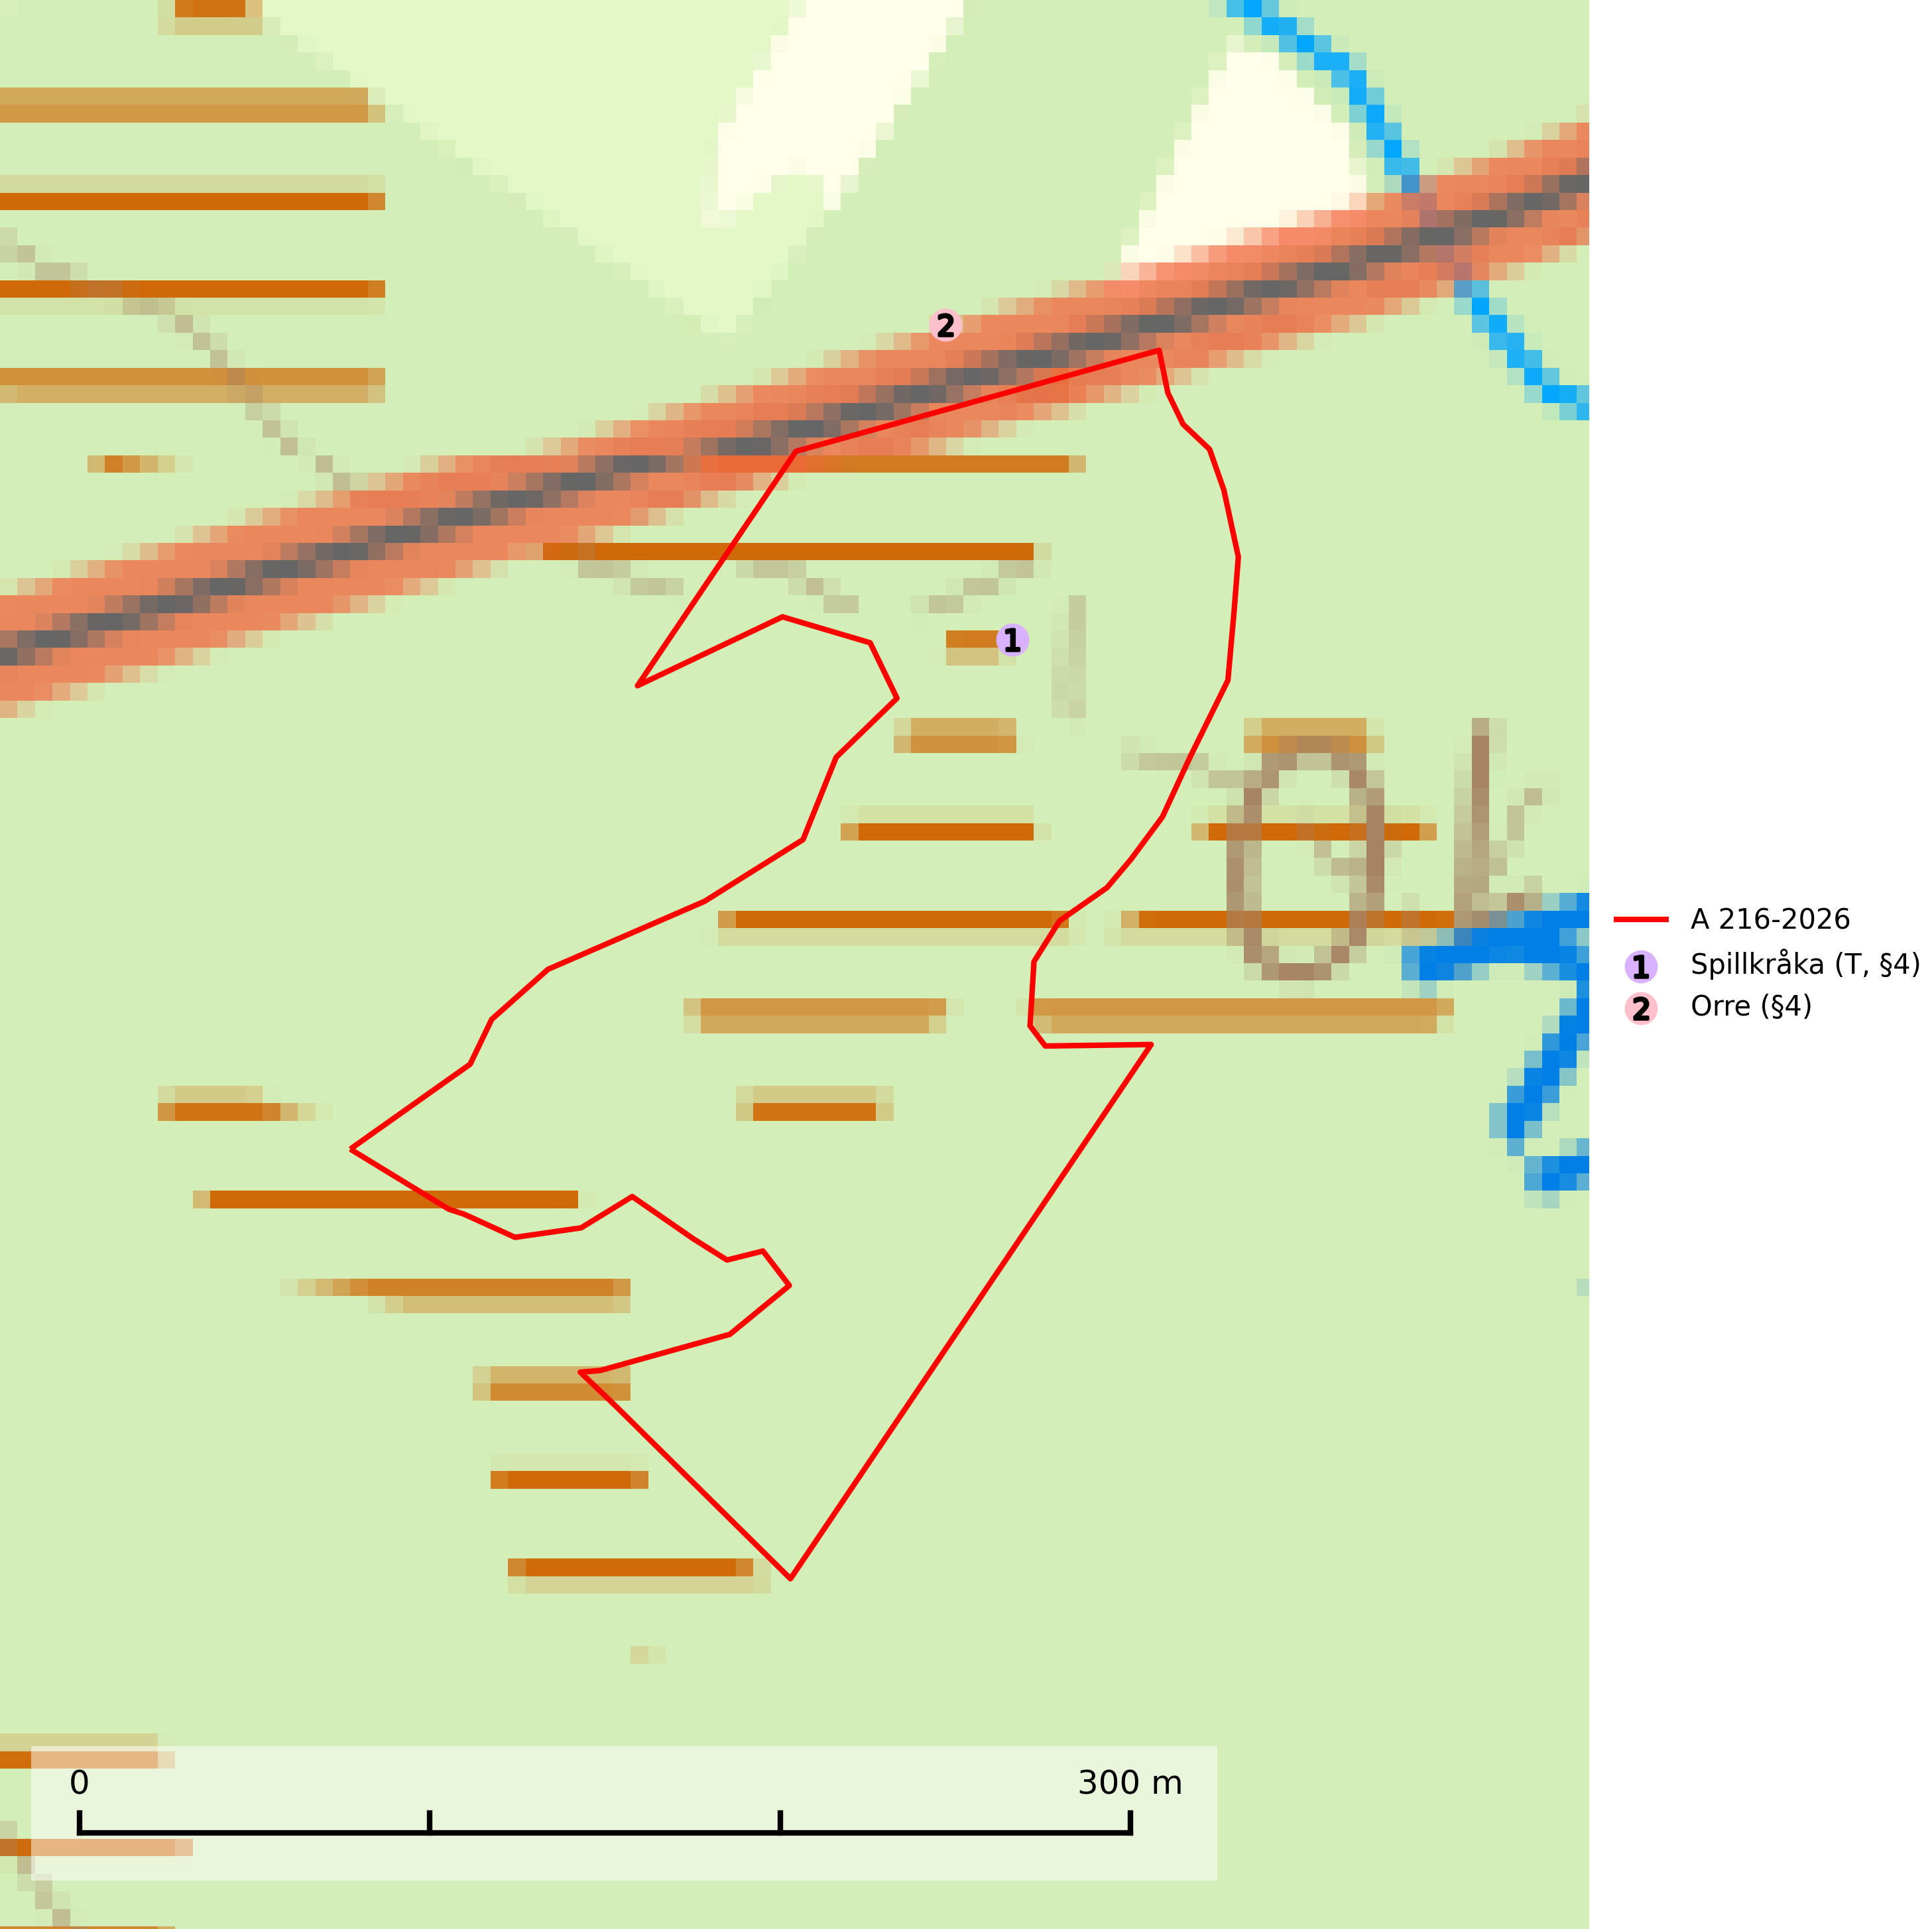 2
1
A 216-2026
1 Spillkråka (T, §4)
2 Orre (§4)
0 300 m